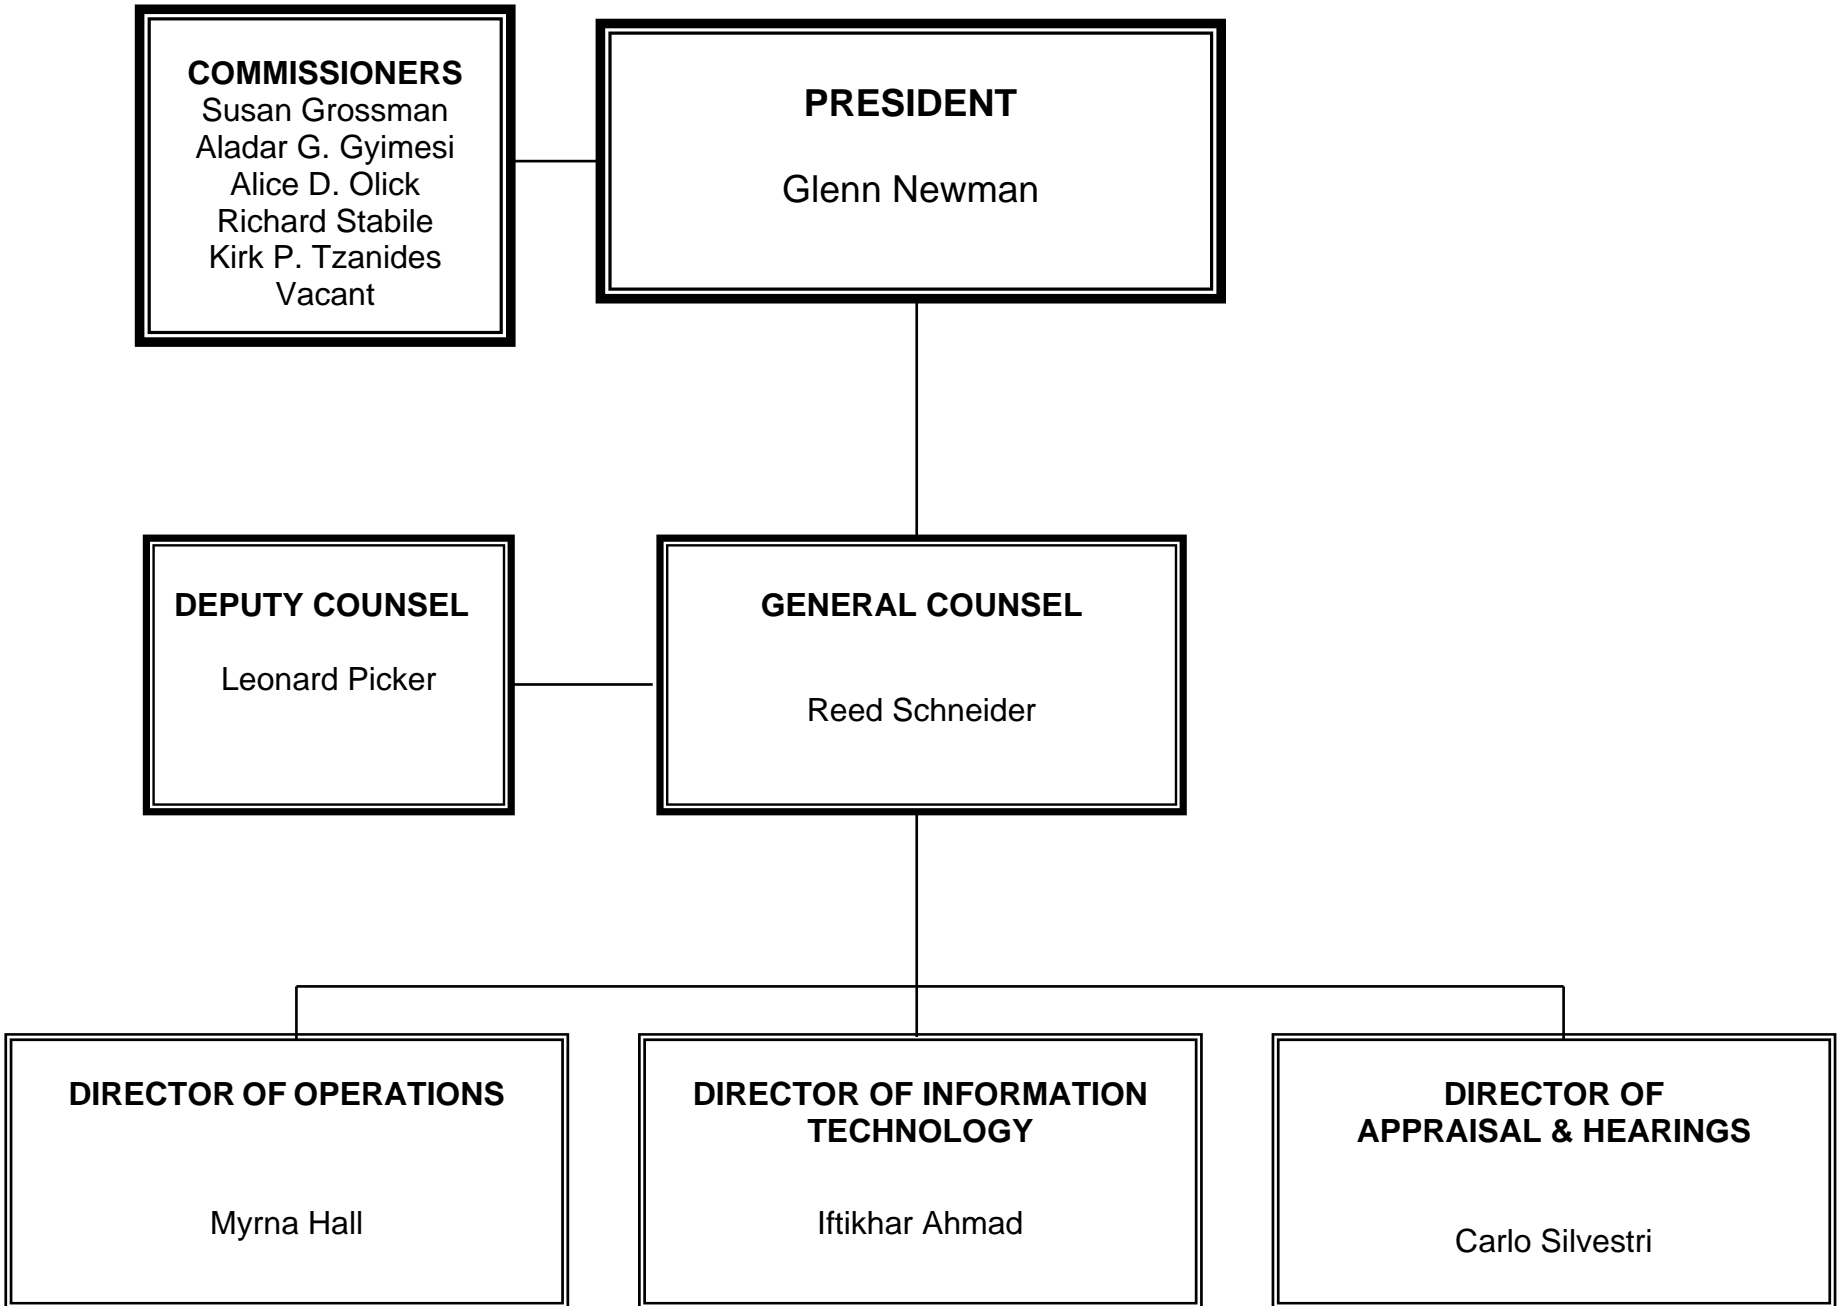 COMMISSIONERS
Susan Grossman
Aladar G. Gyimesi
Alice D. Olick
Richard Stabile
Kirk P. Tzanides
Vacant
PRESIDENT
Glenn Newman
DEPUTY COUNSEL
Leonard Picker
GENERAL COUNSEL
Reed Schneider
DIRECTOR OF OPERATIONS
Myrna Hall
DIRECTOR OF INFORMATION
TECHNOLOGY
Iftikhar Ahmad
DIRECTOR OF
APPRAISAL & HEARINGS
Carlo Silvestri